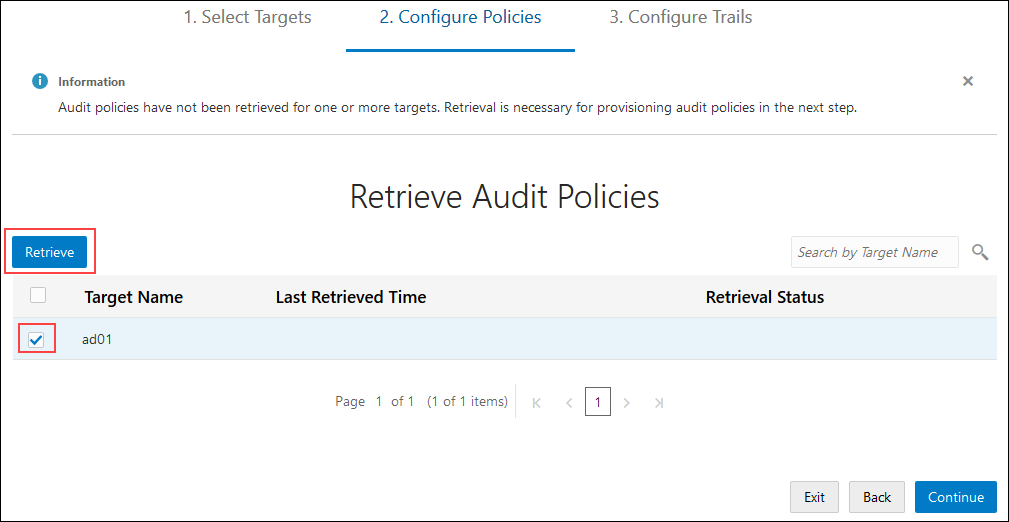 1. Select Targets 2. Configure Policies 3. Configure Trails
Information
Audit policies have not been retrieved for one or more targets. Retrieval is necessary for provisioning audit policies in the next step.
Retrieve Audit Policies
Retrieve Search by Target Name
Target Name Last Retrieved Time Retrieval Status
ad01
Page 1 of 1 (1 of 1 items) 1
Exit Back Continue